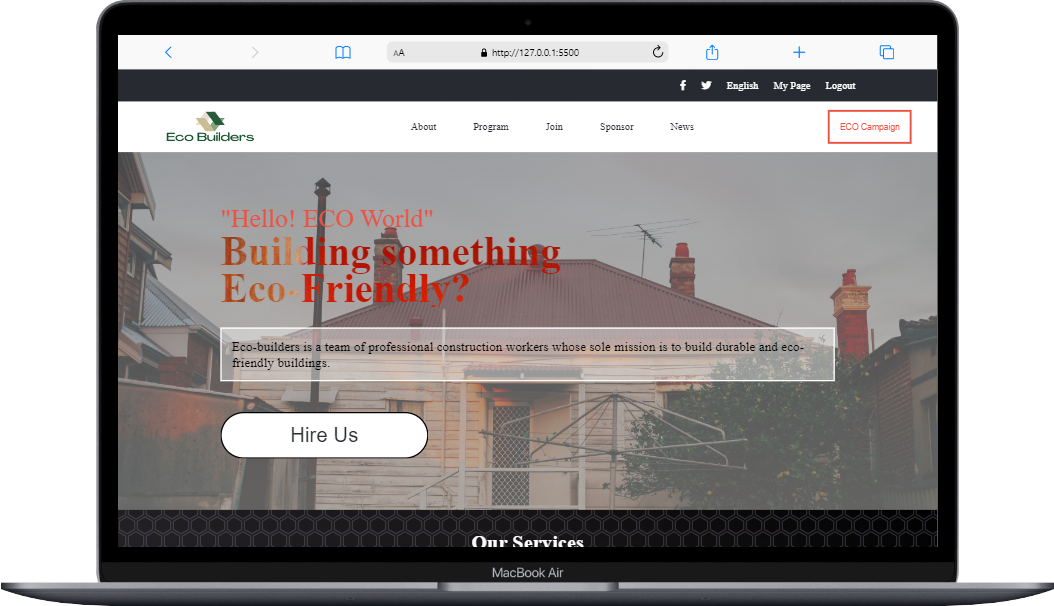 AA http://127.0.0.1:5500
English My Page Logout
Eco Builders
About Program Join Sponsor News
ECO Campaign
"Hello! ECO World"
Building something
Eco-Friendly?
Eco-builders is a team of professional construction workers whose sole mission is to build durable and eco-
friendly buildings.
Hire Us
Our Services
MacBook Air